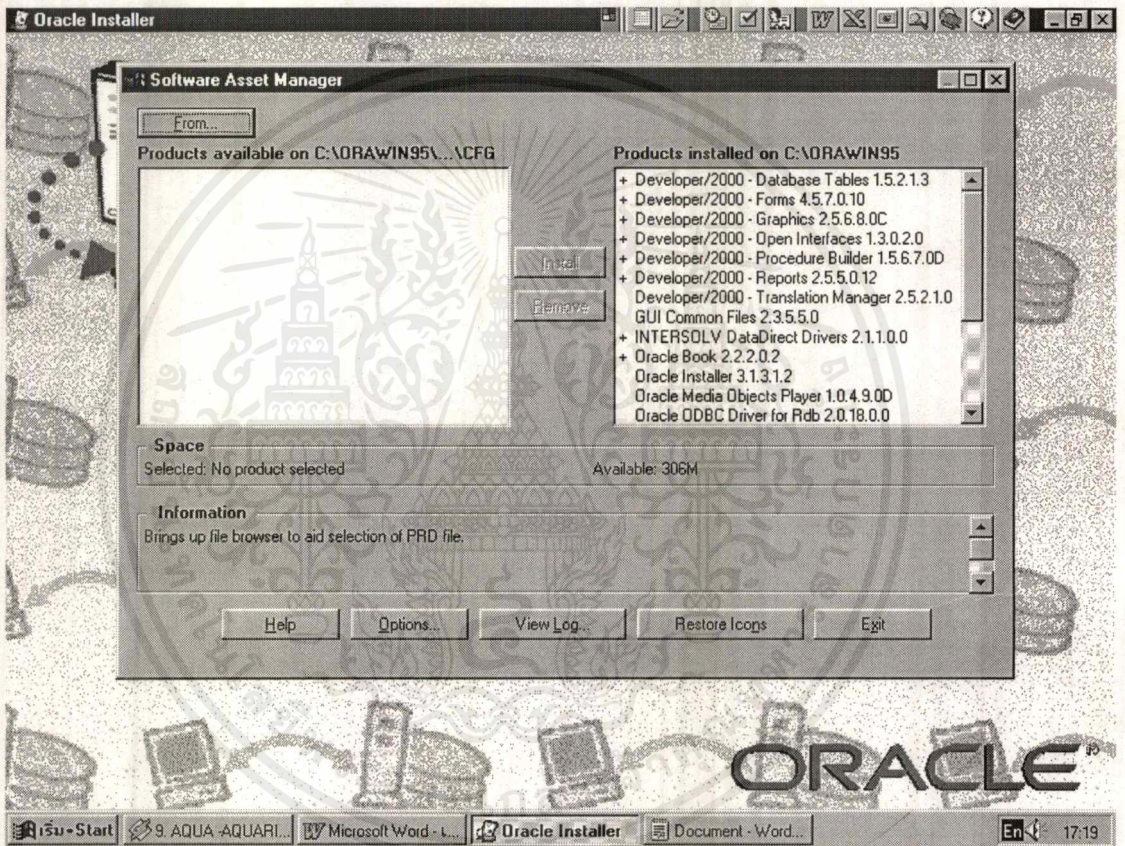 Oracle Installer
Software Asset Manager
From...
Products available on C:\ORAWIN95\...\CFG
Products installed on C:\ORAWIN95
+ Developer/2000 - Database Tables 1.5.2.1.3
+ Developer/2000 - Forms 4.5.7.0.10
+ Developer/2000 - Graphics 2.5.6.8.0C
+ Developer/2000 - Open Interfaces 1.3.0.2.0
+ Developer/2000 - Procedure Builder 1.5.6.7.0D
+ Developer/2000 - Reports 2.5.5.0.12
Developer/2000 - Translation Manager 2.5.2.1.0
GUI Common Files 2.3.5.5.0
+ INTERSOLV DataDirect Drivers 2.1.1.0.0
+ Oracle Book 2.2.2.0.2
Oracle Installer 3.1.3.1.2
Oracle Media Objects Player 1.0.4.9.0D
Oracle ODBC Driver for Rdb 2.0.18.0.0
Install
Remove
Space
Selected: No product selected
Available: 306M
Information
Brings up file browser to aid selection of PRD file.
Help
Options...
View Log...
Restore Icons
Exit
ORACLE®
เริ่ม-Start
9. AQUA -AQUARI...
Microsoft Word - เ...
Oracle Installer
Document - Word...
En
17:19